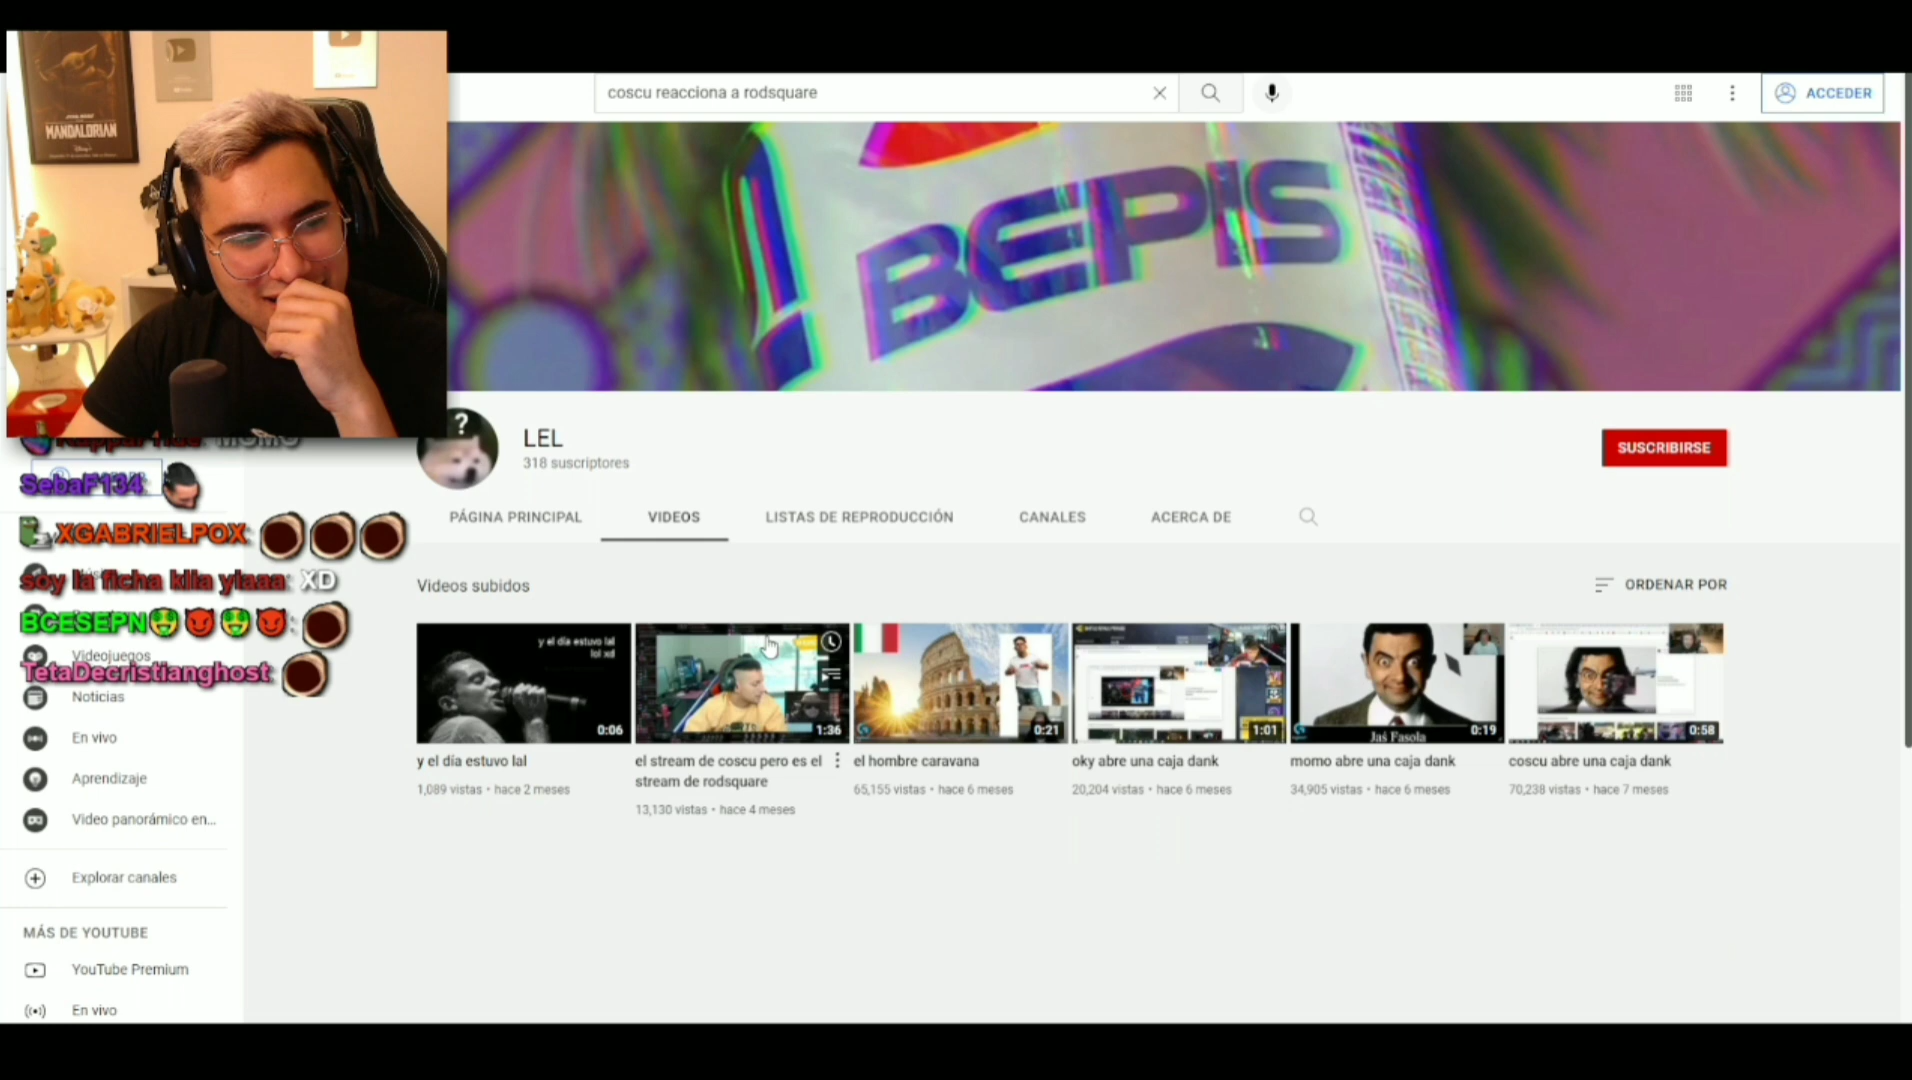 MANDALORIAN
coscu reacciona a rodsquare
ACCEDER
BEPIS
LEL
318 suscriptores
SUSCRIBIRSE
PÁGINA PRINCIPAL
VIDEOS
LISTAS DE REPRODUCCIÓN
CANALES
ACERCA DE
Videos subidos
ORDENAR POR
MOMO
SebaF134:
XGABRIELPOX:
soy la ficha klia ylaaa: XD
BCESEPN🤑😈🤑😈:
Videojuegos
TetaDecristianghost:
Noticias
En vivo
Aprendizaje
Video panorámico en...
Explorar canales
MÁS DE YOUTUBE
YouTube Premium
En vivo
y el día estuvo lal
lol xd
0:06
y el día estuvo lal
1,089 vistas • hace 2 meses
1:36
el stream de coscu pero es el
stream de rodsquare
13,130 vistas • hace 4 meses
0:21
el hombre caravana
65,155 vistas • hace 6 meses
1:01
oky abre una caja dank
20,204 vistas • hace 6 meses
Jas Fasola
0:19
momo abre una caja dank
34,905 vistas • hace 6 meses
0:58
coscu abre una caja dank
70,238 vistas • hace 7 meses